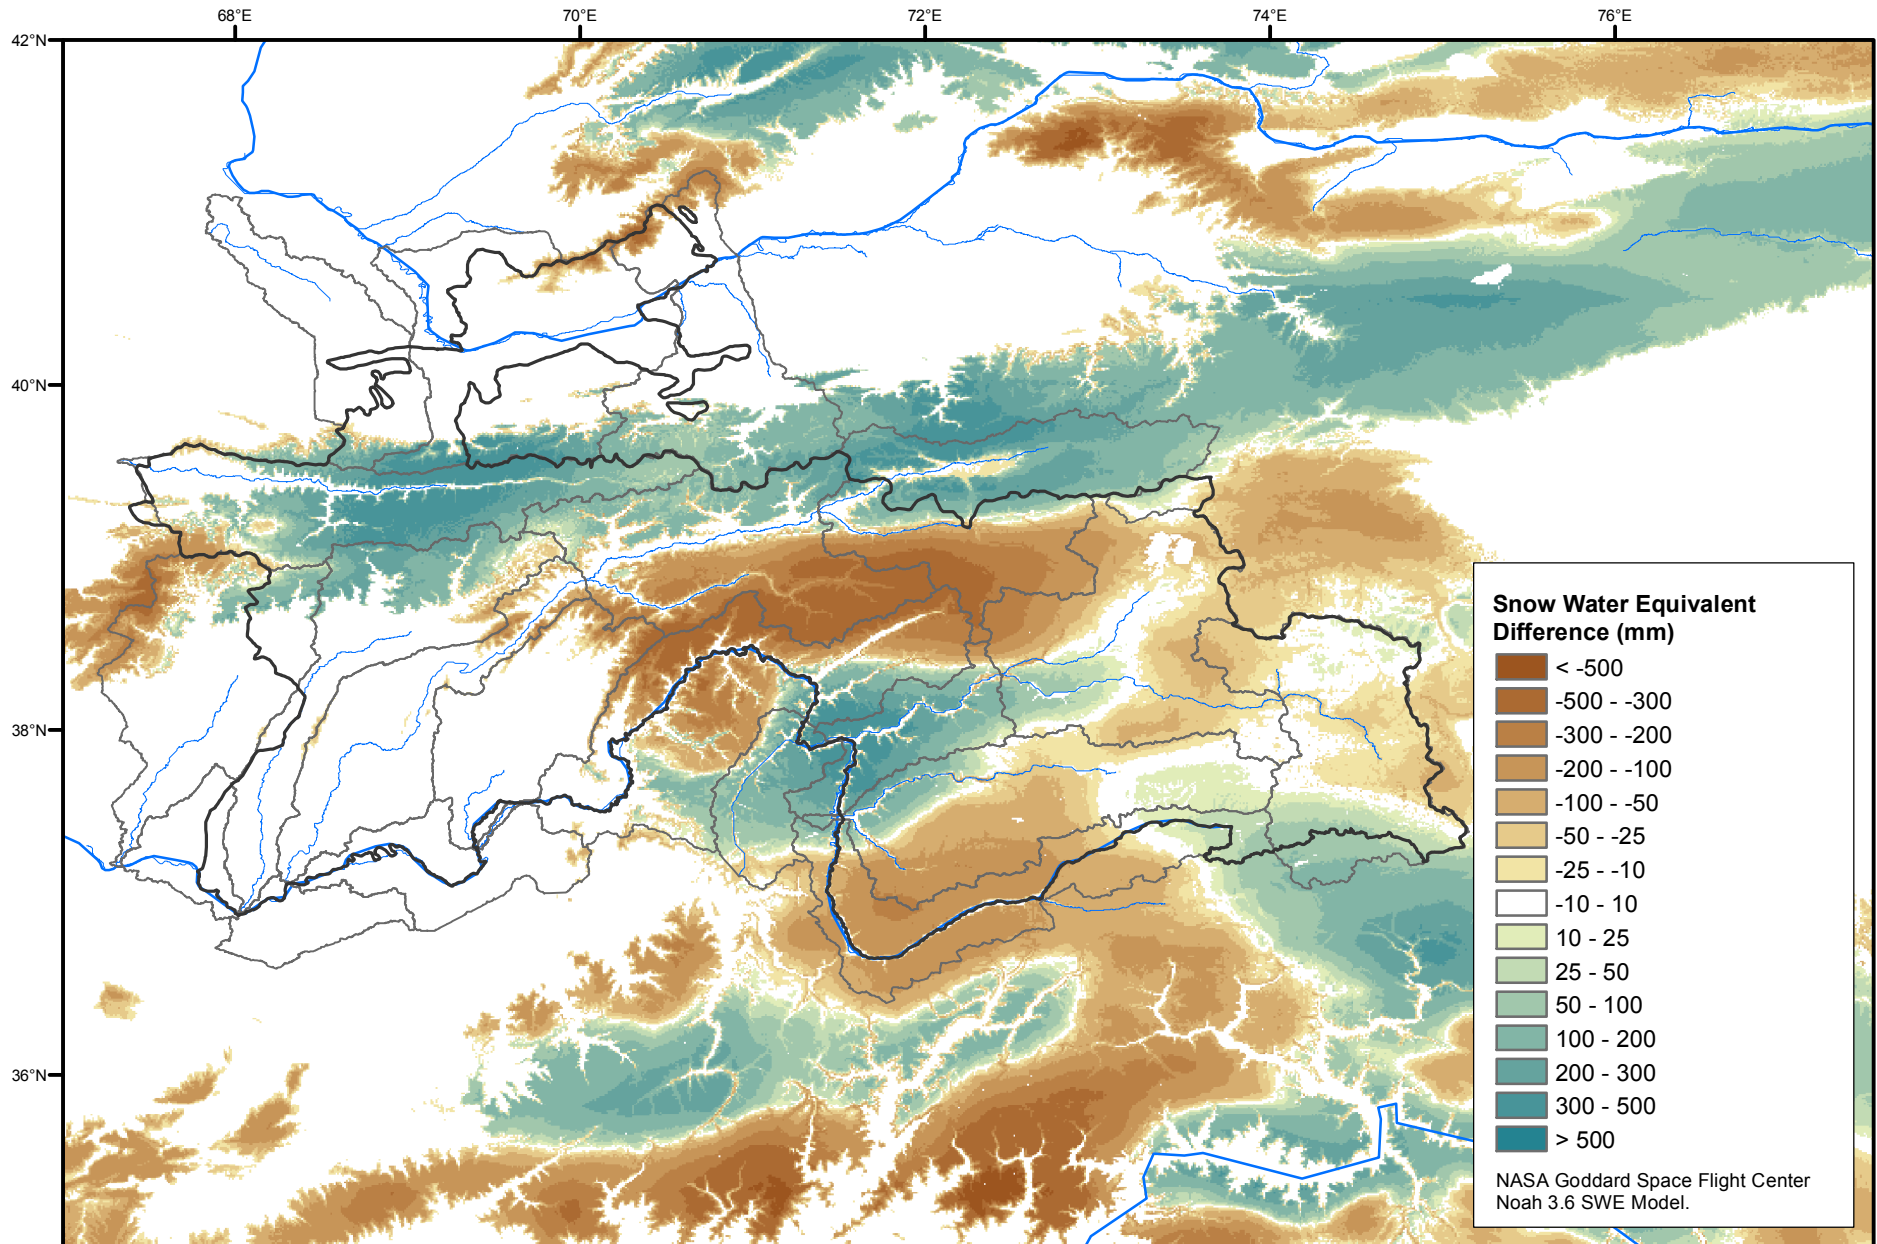 68°E 70°E 72°E 74°E 76°E
42°N
40°N
38°N
36°N
Snow Water Equivalent
Difference (mm)
< -500
-500 - -300
-300 - -200
-200 - -100
-100 - -50
-50 - -25
-25 - -10
-10 - 10
10 - 25
25 - 50
50 - 100
100 - 200
200 - 300
300 - 500
> 500
NASA Goddard Space Flight Center
Noah 3.6 SWE Model.